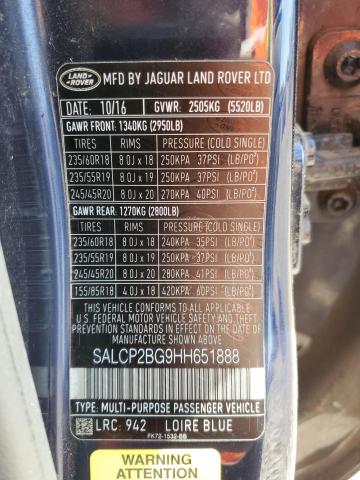 LAND ROVER
MFD BY JAGUAR LAND ROVER LTD
DATE: 10/16 GVWR: 2505KG (5520LB)
GAWR FRONT: 1340KG (2950LB)
TIRES RIMS PRESSURE (COLD SINGLE)
235/60R18 8.0J x 18 250KPA 37PSI (LB/PO²)
235/55R19 8.0J x 19 250KPA 37PSI (LB/PO²)
245/45R20 8.0J x 20 270KPA 40PSI (LB/PO²)
GAWR REAR: 1270KG (2800LB)
TIRES RIMS PRESSURE (COLD SINGLE)
235/60R18 8.0J x 18 240KPA 35PSI (LB/PO²)
235/55R19 8.0J x 19 250KPA 37PSI (LB/PO²)
245/45R20 8.0J x 20 280KPA 41PSI (LB/PO²)
155/85R18 4.0J x 18 420KPA 60PSI (LB/PO²)
THIS VEHICLE CONFORMS TO ALL APPLICABLE
U.S. FEDERAL MOTOR VEHICLE SAFETY
AND THEFT PREVENTION STANDARDS IN EFFECT
ON THE DATE OF MANUFACTURE SHOWN ABOVE.
SALCP2BG9HH651888
TYPE: MULTI-PURPOSE PASSENGER VEHICLE
LRC: 942 LOIRE BLUE
FK72-1532-BB
WARNING
ATTENTION